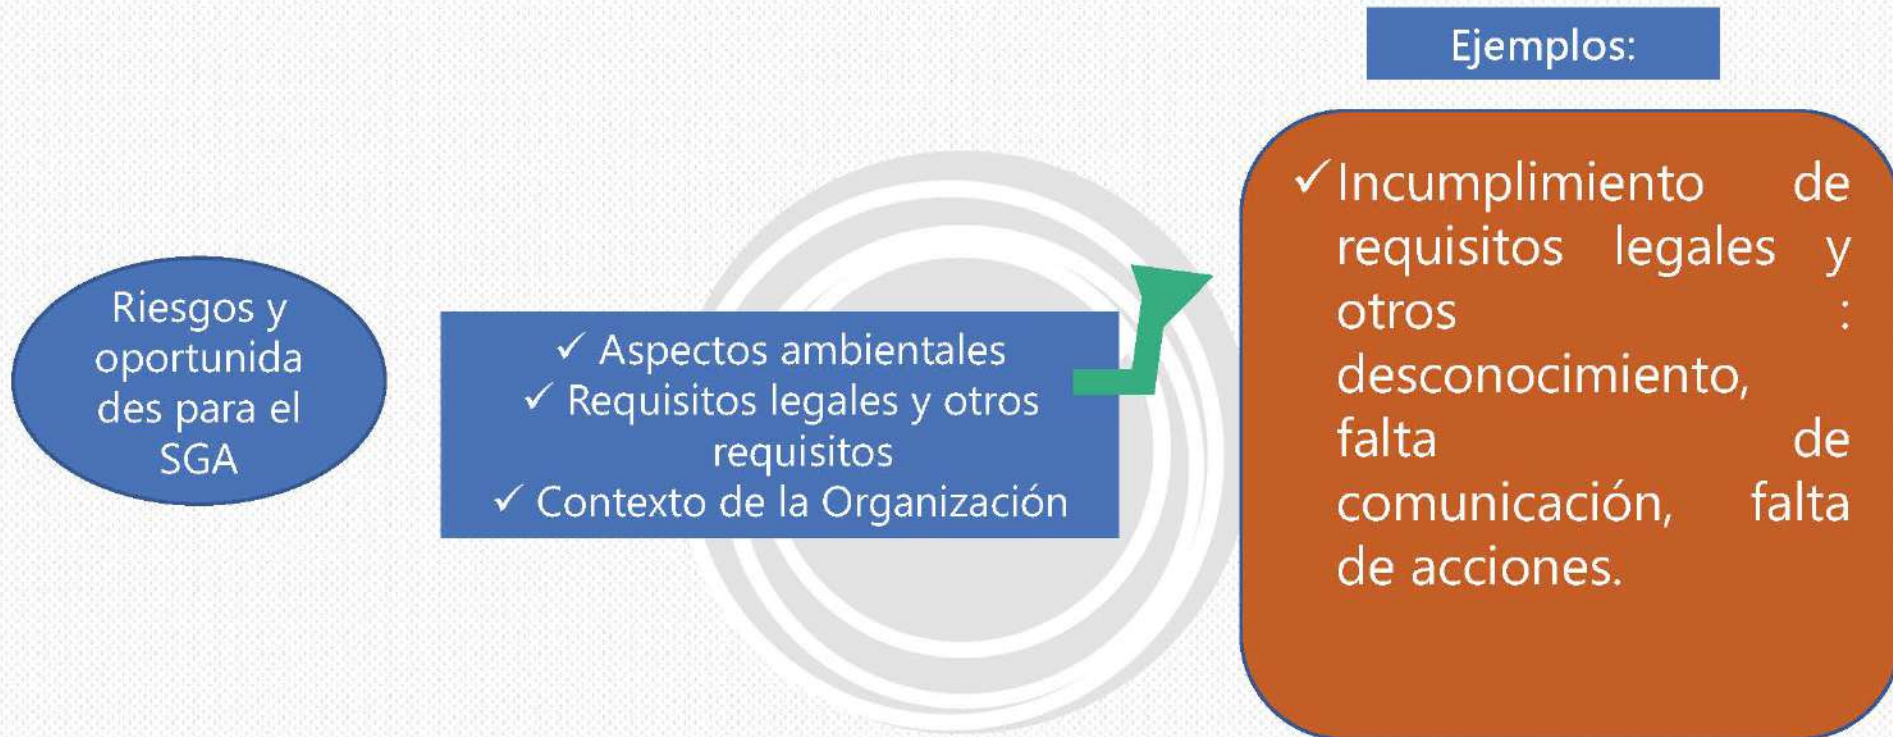 Ejemplos:
Riesgos y
oportunida
des para el
SGA
✓ Aspectos ambientales
✓ Requisitos legales y otros
requisitos
✓ Contexto de la Organización
✓Incumplimiento de
requisitos legales y
otros :
desconocimiento,
falta de
comunicación, falta
de acciones.